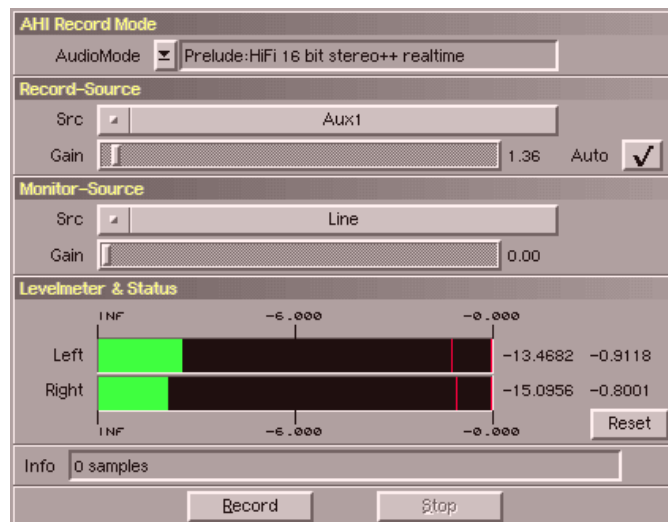 AHI Record Mode
AudioMode Prelude:HiFi 16 bit stereo++ realtime
Record-Source
Src Aux1
Gain 1.36 Auto
Monitor-Source
Src Line
Gain 0.00
Levelmeter & Status
INF -6.000 -0.000
Left -13.4682 -0.9118
Right -15.0956 -0.8001
INF -6.000 -0.000 Reset
Info 0 samples
Record Stop